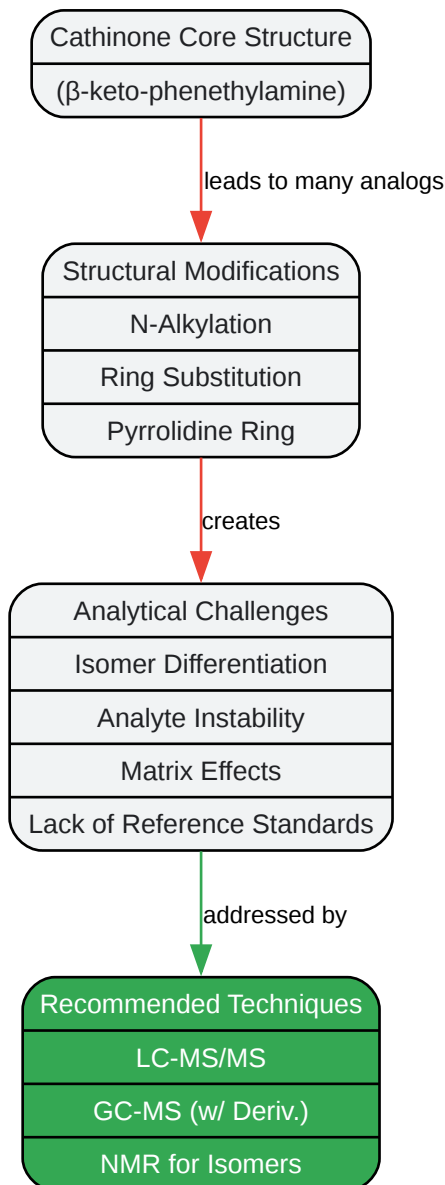 Cathinone Core Structure
(β-keto-phenethylamine)
leads to many analogs
Structural Modifications
N-Alkylation
Ring Substitution
Pyrrolidine Ring
creates
Analytical Challenges
Isomer Differentiation
Analyte Instability
Matrix Effects
Lack of Reference Standards
addressed by
Recommended Techniques
LC-MS/MS
GC-MS (w/ Deriv.)
NMR for Isomers